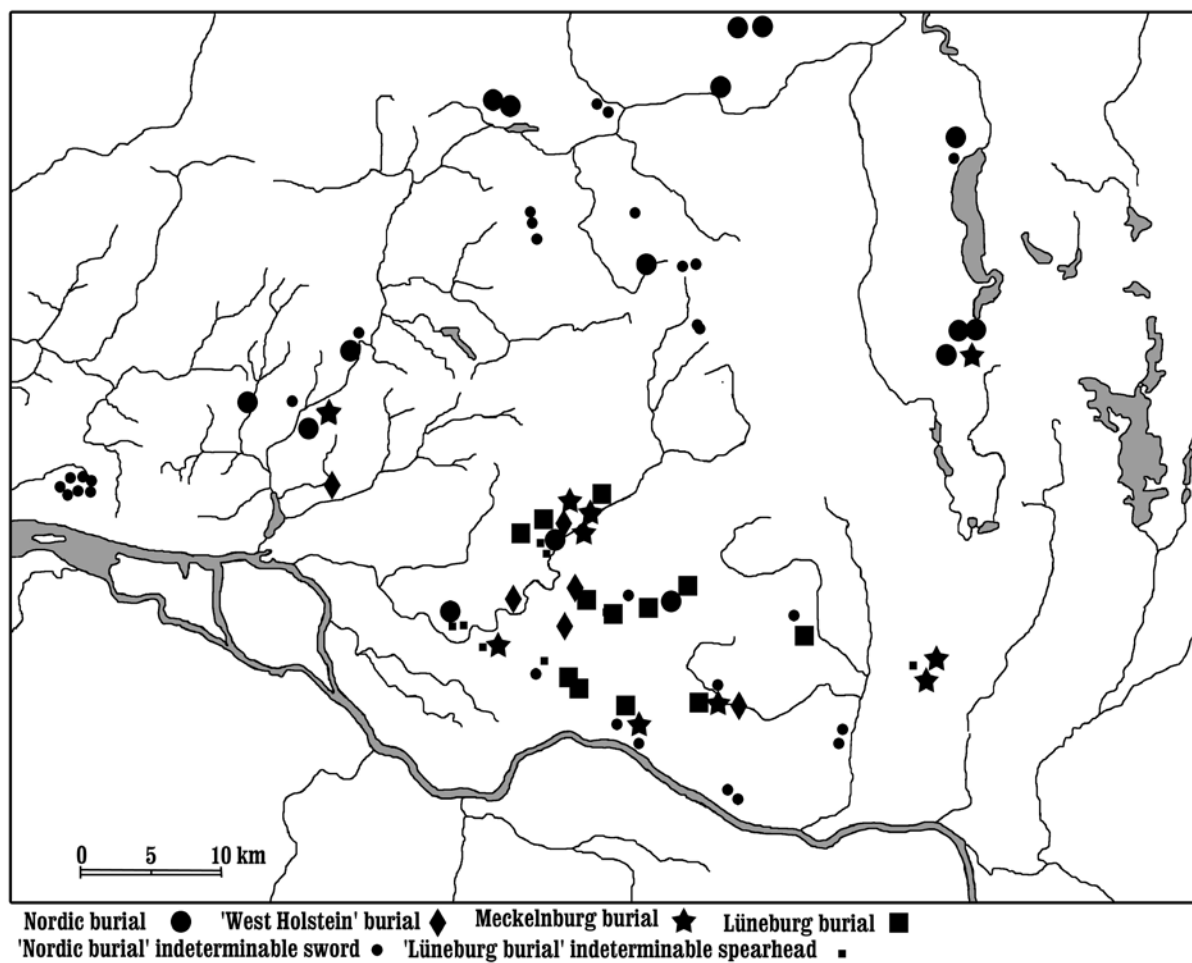 0 5 10 km
Nordic burial 'West Holstein' burial Meckelnburg burial Lüneburg burial
'Nordic burial' indeterminable sword 'Lüneburg burial' indeterminable spearhead